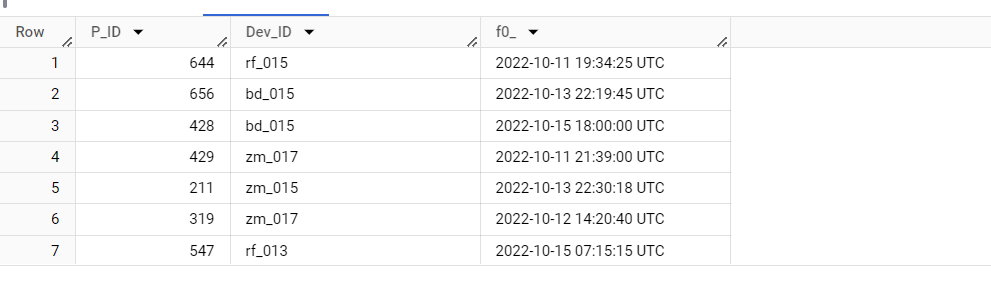 Row P_ID Dev_ID f0_
1 644 rf_015 2022-10-11 19:34:25 UTC
2 656 bd_015 2022-10-13 22:19:45 UTC
3 428 bd_015 2022-10-15 18:00:00 UTC
4 429 zm_017 2022-10-11 21:39:00 UTC
5 211 zm_015 2022-10-13 22:30:18 UTC
6 319 zm_017 2022-10-12 14:20:40 UTC
7 547 rf_013 2022-10-15 07:15:15 UTC